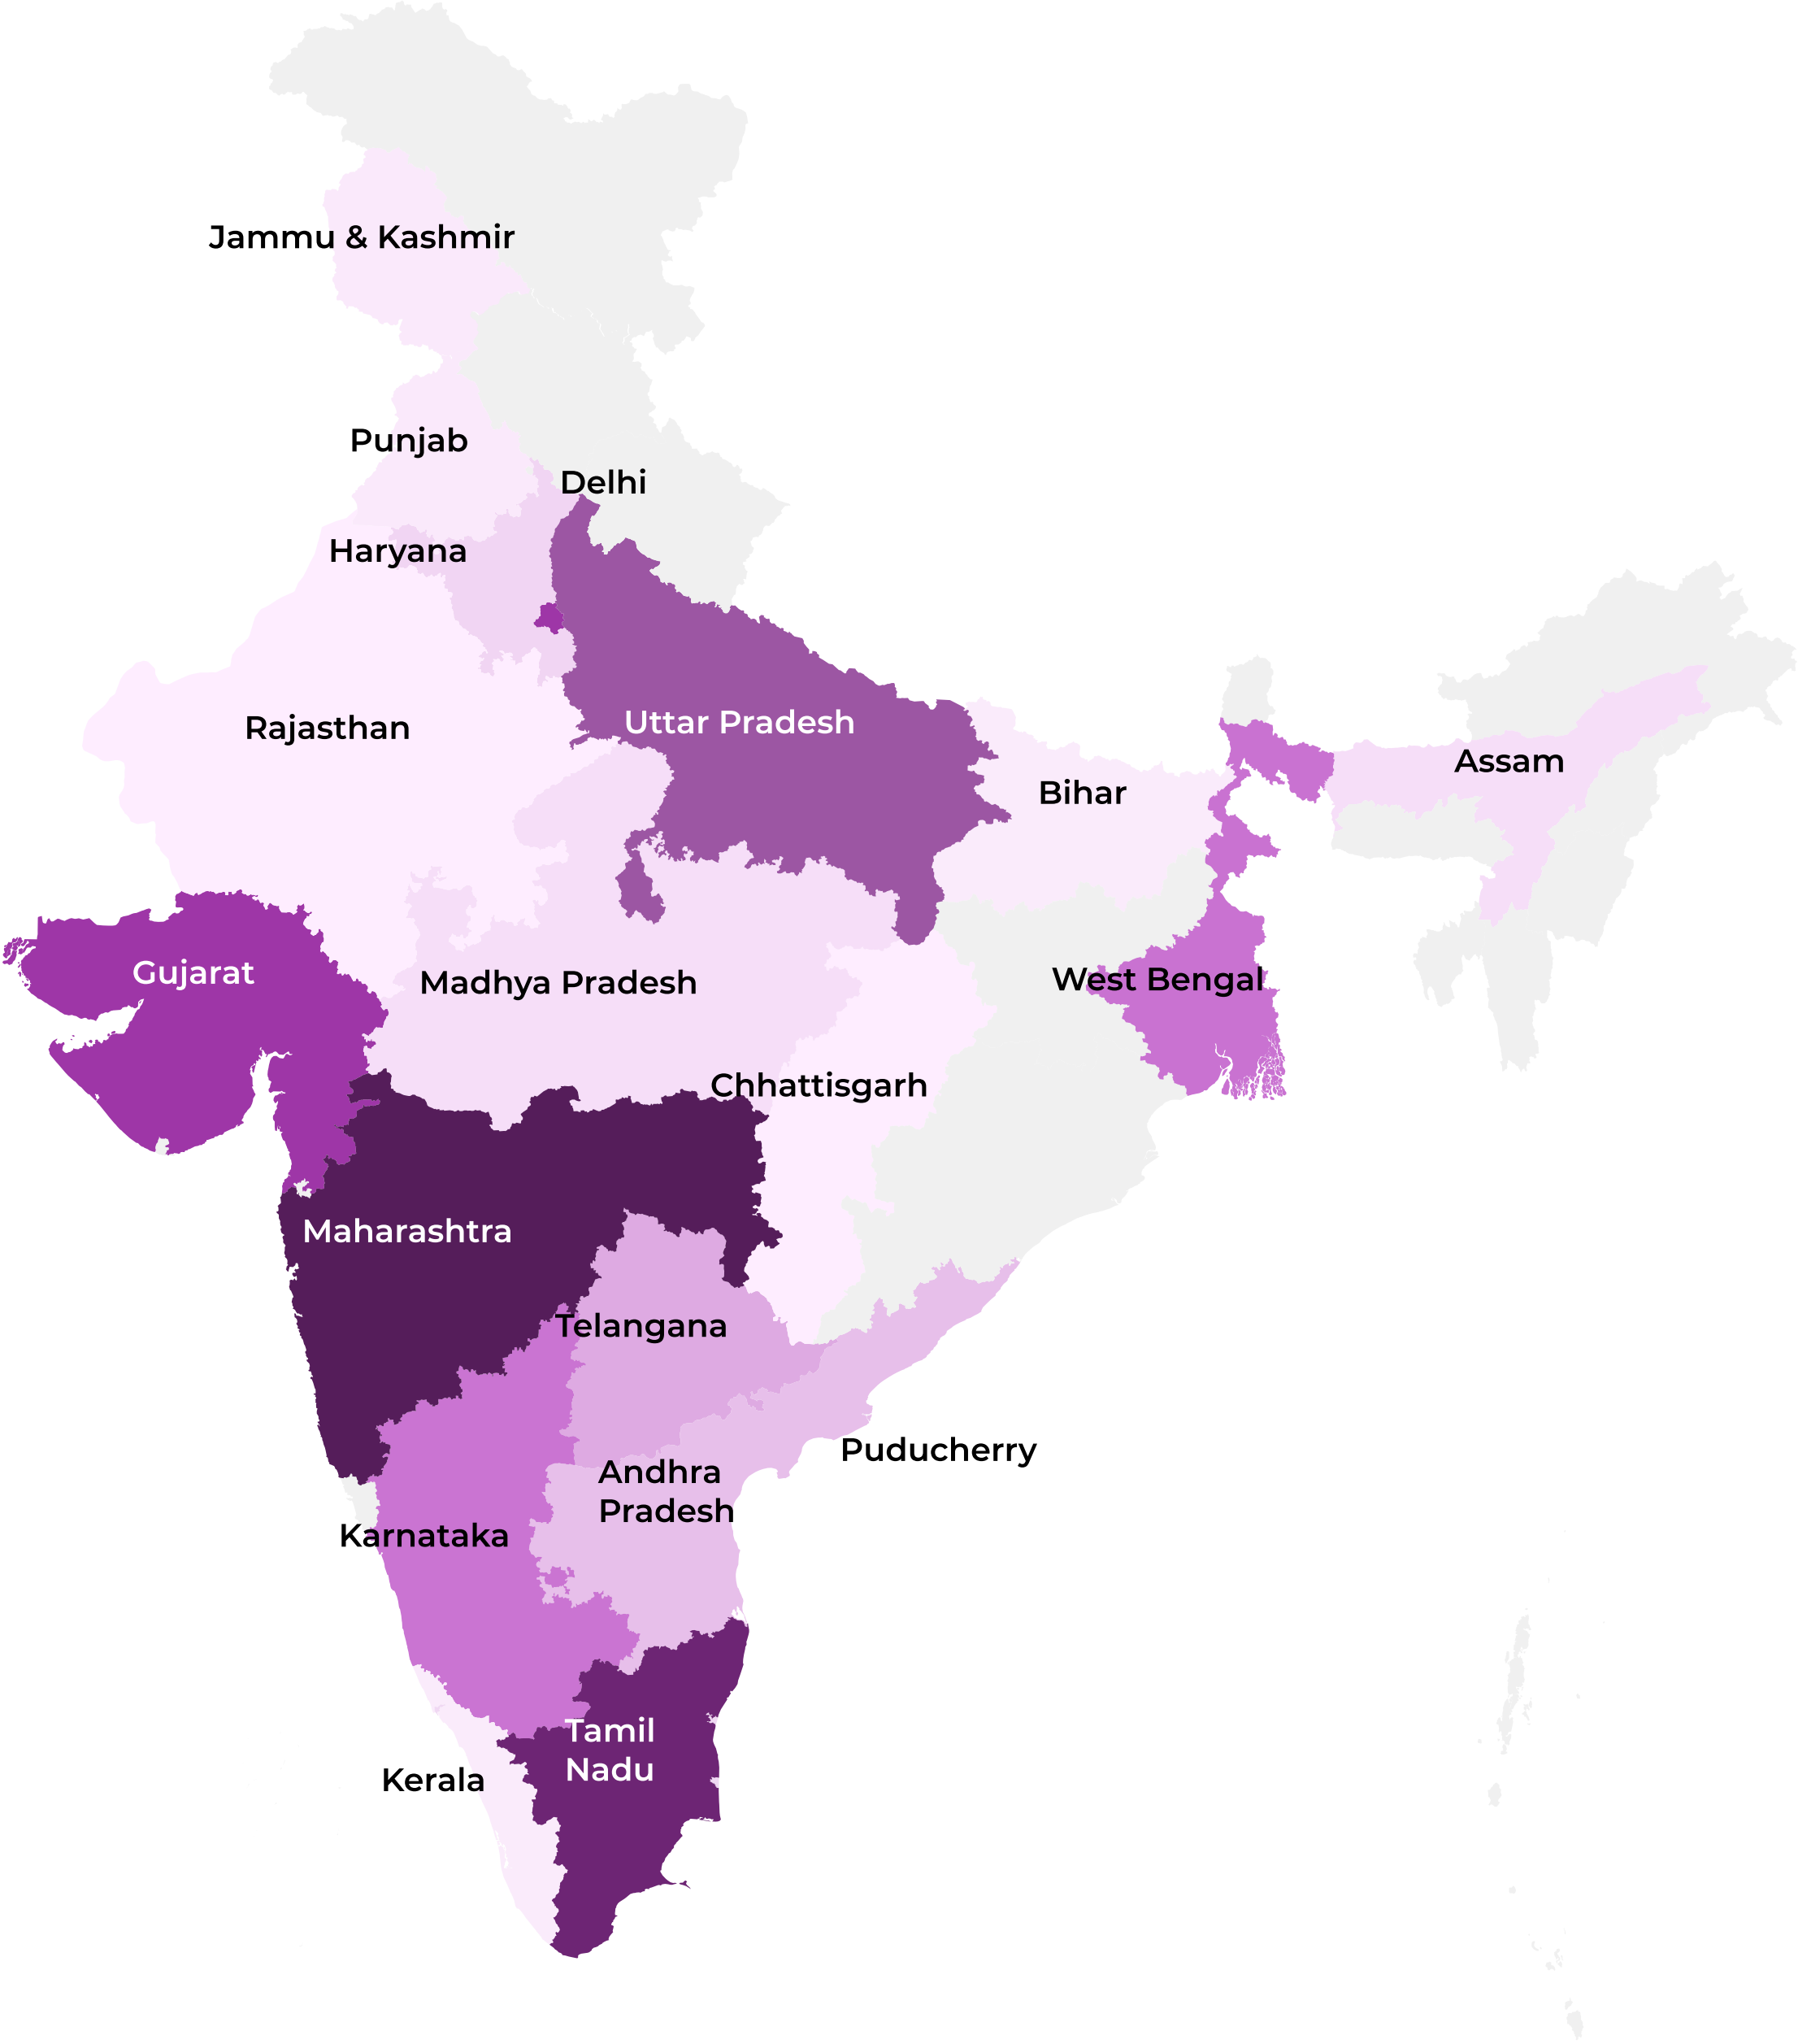 Jammu & Kashmir
Punjab
Delhi
Haryana
Rajasthan
Uttar Pradesh
Bihar
Assam
Gujarat
Madhya Pradesh
West Bengal
Chhattisgarh
Maharashtra
Telangana
Puducherry
Andhra
Pradesh
Karnataka
Tamil
Nadu
Kerala